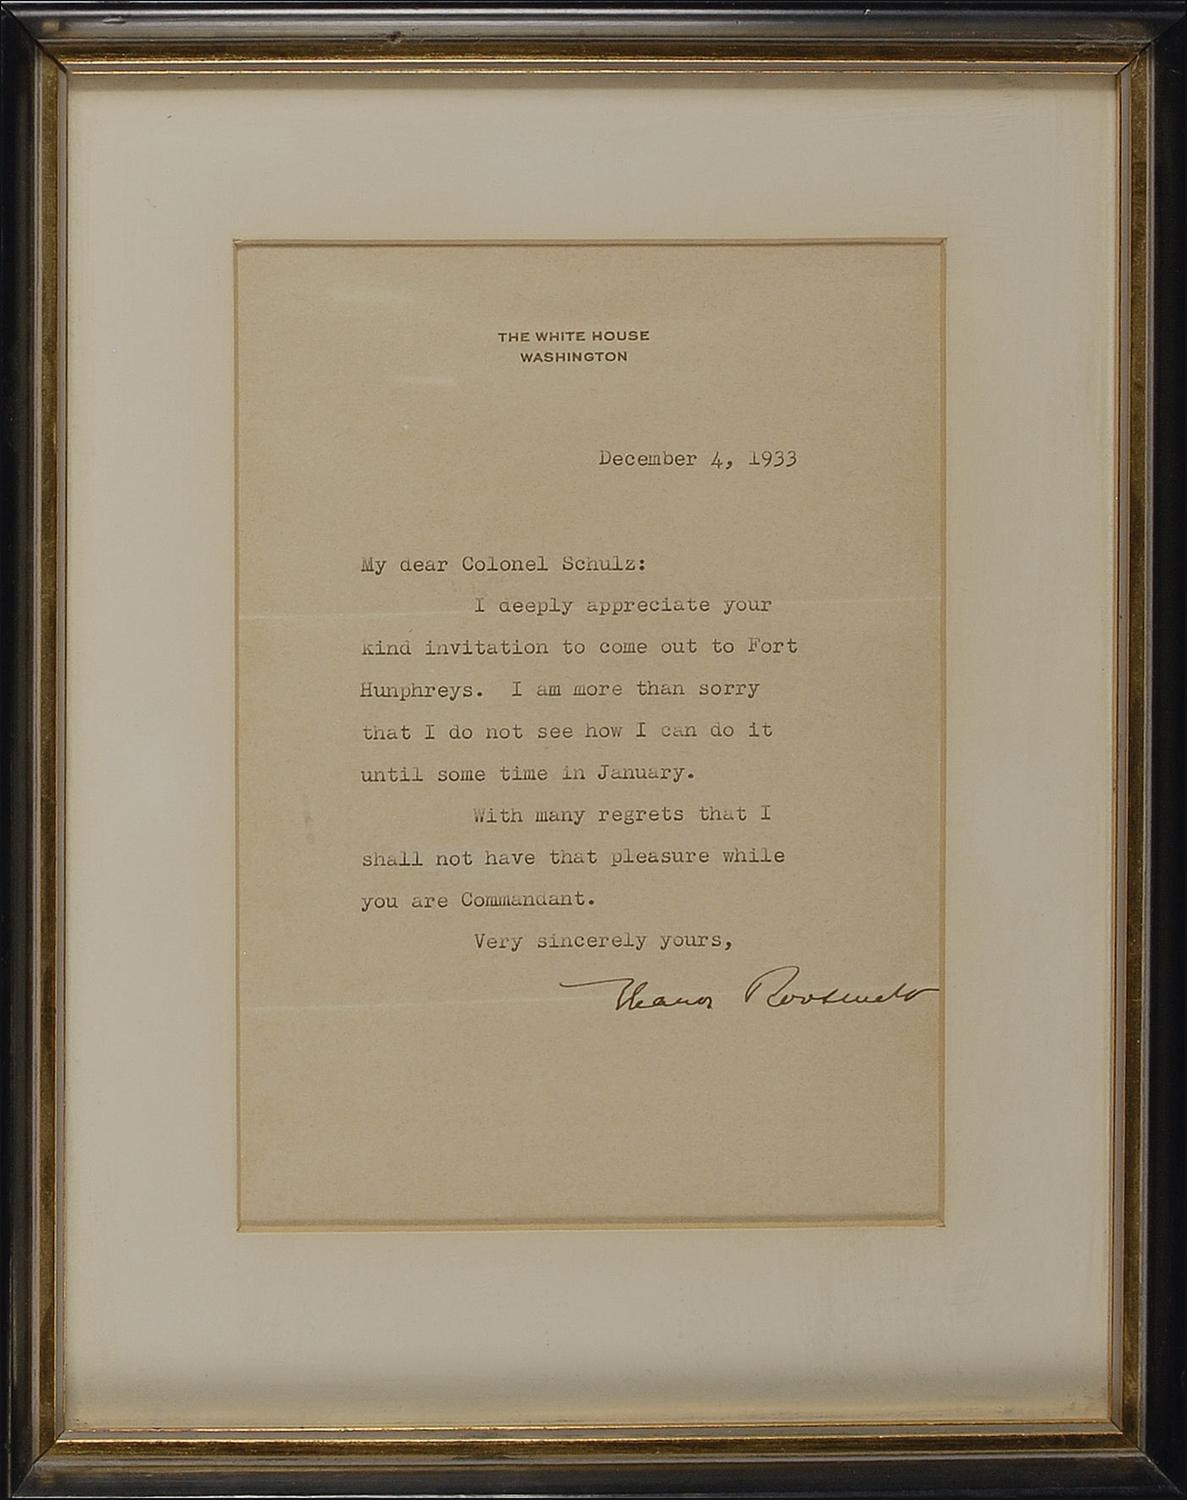 THE WHITE HOUSE
WASHINGTON
December 4, 1933
My dear Colonel Schulz:
I deeply appreciate your
kind invitation to come out to Fort
Hunphreys. I am more than sorry
that I do not see how I can do it
until some time in January.
With many regrets that I
shall not have that pleasure while
you are Commandant.
Very sincerely yours,
Eleanor Roosevelt